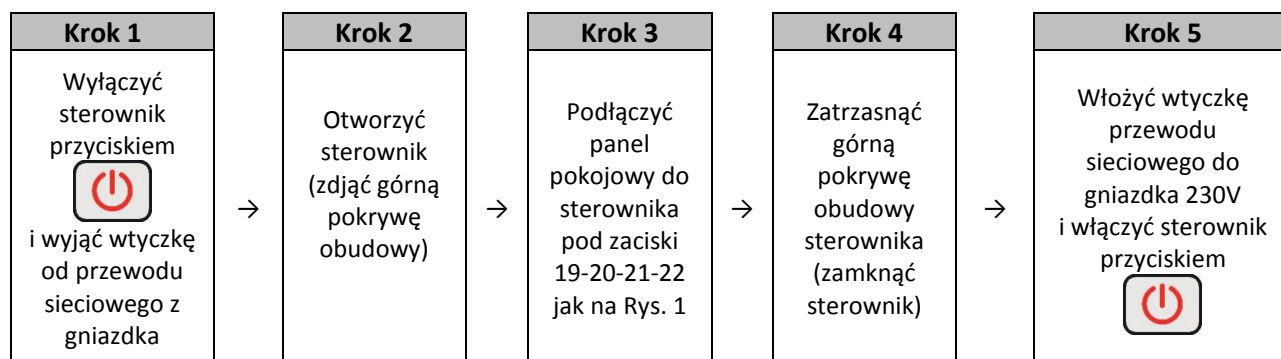 Krok 1
Wyłączyć
sterownik
przyciskiem
i wyjąć wtyczkę
od przewodu
sieciowego z
gniazdka
→
Krok 2
Otworzyć
sterownik
(zdjąć górną
pokrywę
obudowy)
→
Krok 3
Podłączyć
panel
pokojowy do
sterownika
pod zaciski
19-20-21-22
jak na Rys. 1
→
Krok 4
Zatrzasnąć
górną
pokrywę
obudowy
sterownika
(zamknąć
sterownik)
→
Krok 5
Włożyć wtyczkę
przewodu
sieciowego do
gniazdka 230V
i włączyć sterownik
przyciskiem